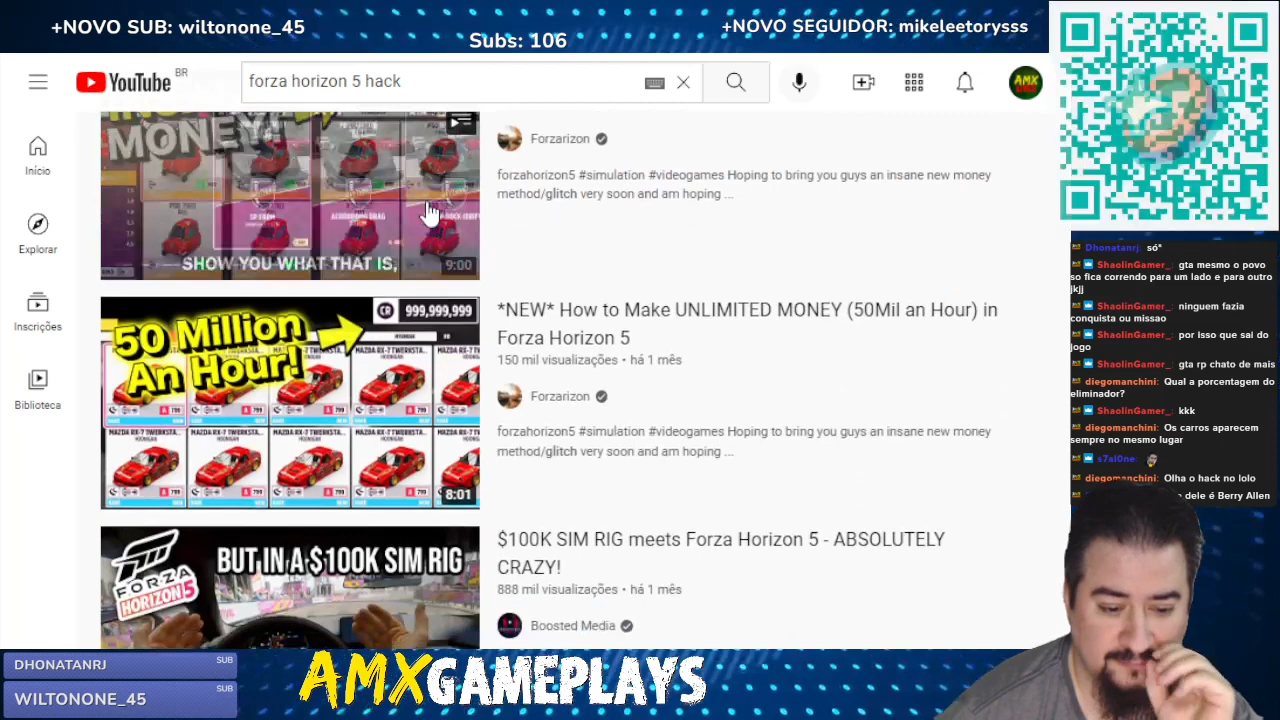 +NOVO SUB: wiltonone_45
Subs: 106
+NOVO SEGUIDOR: mikeleetorysss
YouTube BR
forza horizon 5 hack
AMX
Início
Explorar
Inscrições
Biblioteca
MONEY
SHOW YOU WHAT THAT IS,
9:00
Forzarizon
forzahorizon5 #simulation #videogames Hoping to bring you guys an insane new money
method/glitch very soon and am hoping ...
50 Million
An Hour!
CR 999,999,999
MAZDA RX-7 TWERKSTA...
8:01
*NEW* How to Make UNLIMITED MONEY (50Mil an Hour) in
Forza Horizon 5
150 mil visualizações • há 1 mês
Forzarizon
forzahorizon5 #simulation #videogames Hoping to bring you guys an insane new money
method/glitch very soon and am hoping ...
FORZA
HORIZON 5
BUT IN A $100K SIM RIG
$100K SIM RIG meets Forza Horizon 5 - ABSOLUTELY
CRAZY!
888 mil visualizações • há 1 mês
Boosted Media
Dhonatanrj: só*
ShaolinGamer_: gta mesmo o povo
so fica correndo para um lado e para outro
jkjj
ShaolinGamer_: ninguem fazia
conquista ou missao
ShaolinGamer_: por isso que sai do
jogo
ShaolinGamer_: gta rp chato de mais
diegomanchini: Qual a porcentagem do
eliminador?
ShaolinGamer_: kkk
diegomanchini: Os carros aparecem
sempre no mesmo lugar
s7al0ne:
diegomanchini: Olha o hack no lolo
dele é Berry Allen
DHONATANRJ SUB
WILTONONE_45 SUB
AMXGAMEPLAYS